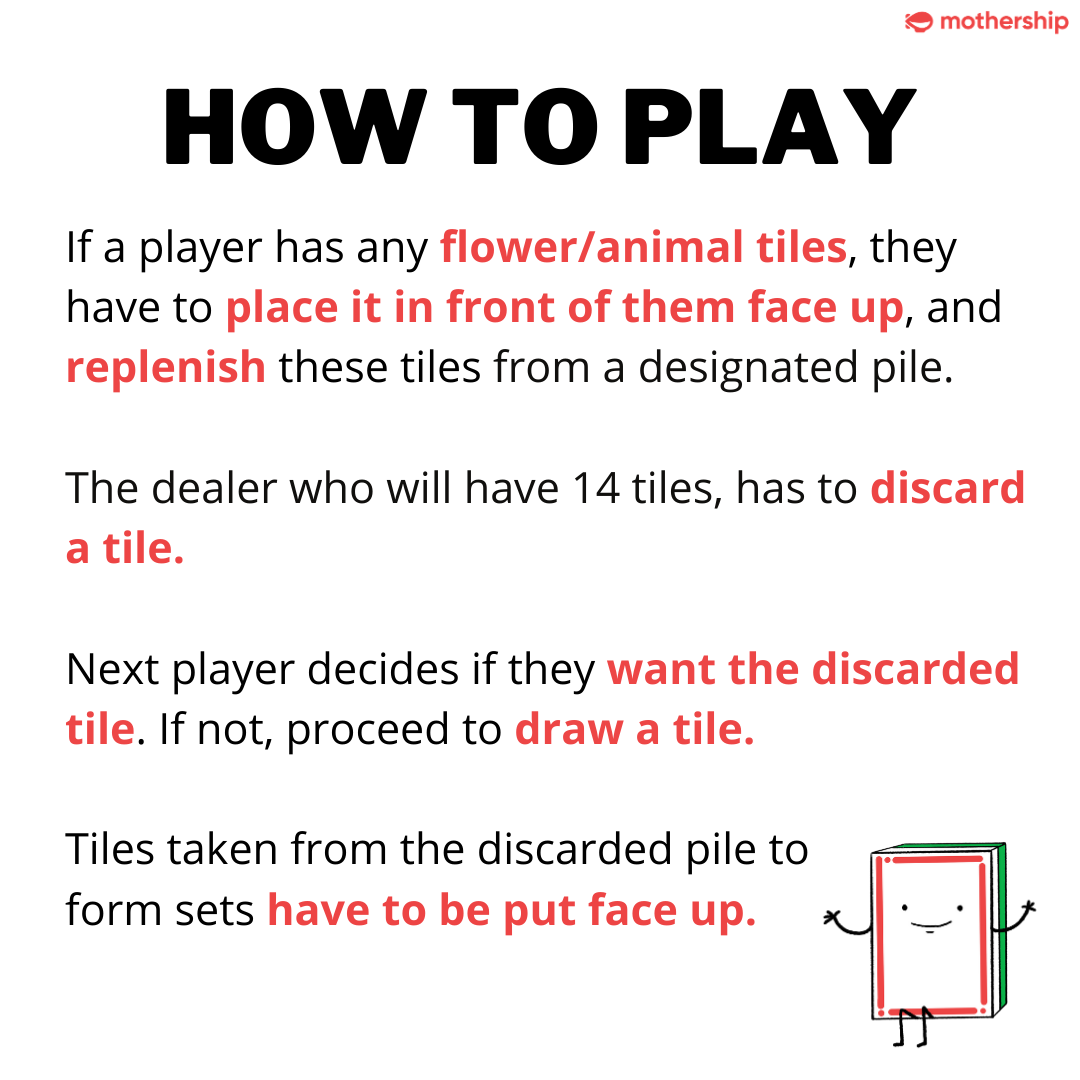 mothership
HOW TO PLAY
If a player has any flower/animal tiles, they
have to place it in front of them face up, and
replenish these tiles from a designated pile.
The dealer who will have 14 tiles, has to discard
a tile.
Next player decides if they want the discarded
tile. If not, proceed to draw a tile.
Tiles taken from the discarded pile to
form sets have to be put face up.